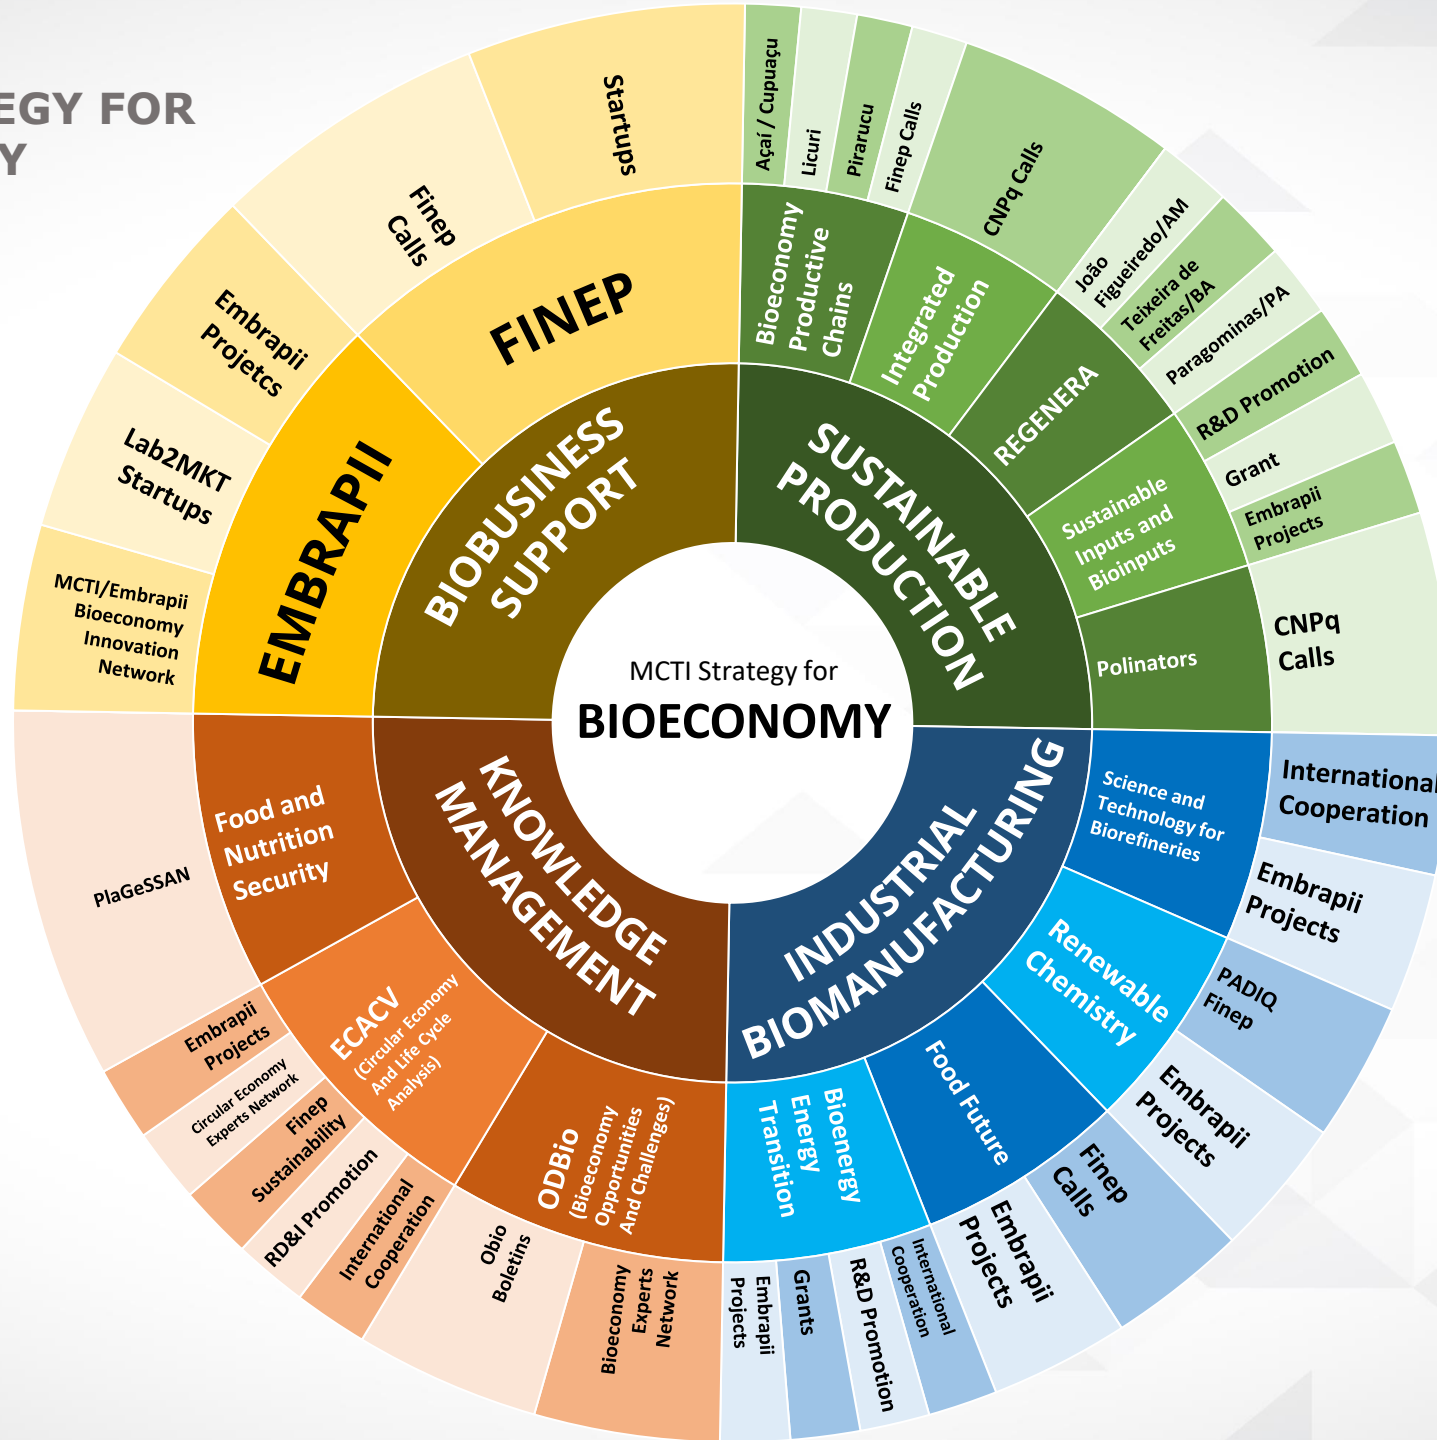 EGY FOR
Y
MCTI Strategy for
BIOECONOMY
SUSTAINABLE
PRODUCTION
Bioeconomy
Productive
Chains
Açaí / Cupuaçu
Licuri
Pirarucu
Finep Calls
Integrated
Production
CNPq Calls
REGENERA
João
Figueiredo/AM
Teixeira de
Freitas/BA
Paragominas/PA
Sustainable
Inputs and
Bioinputs
R&D Promotion
Grant
Embrapii
Projects
Polinators
CNPq
Calls
INDUSTRIAL
BIOMANUFACTURING
Science and
Technology for
Biorefineries
International
Cooperation
Embrapii
Projects
Renewable
Chemistry
PADIQ
Finep
Embrapii
Projects
Food Future
Finep
Calls
Embrapii
Projects
Bioenergy
Energy
Transition
International
Cooperation
R&D Promotion
Grants
Embrapii
Projects
KNOWLEDGE
MANAGEMENT
ODBio
(Bioeconomy
Opportunities
And Challenges)
Bioeconomy
Experts
Network
Obio
Boletins
ECACV
(Circular Economy
And Life Cycle
Analysis)
International
Cooperation
RD&I Promotion
Finep
Sustainability
Circular Economy
Experts Network
Embrapii
Projects
Food and
Nutrition
Security
PlaGeSSAN
BIOBUSINESS
SUPPORT
EMBRAPII
MCTI/Embrapii
Bioeconomy
Innovation
Network
Lab2MKT
Startups
Embrapii
Projetcs
FINEP
Finep
Calls
Startups